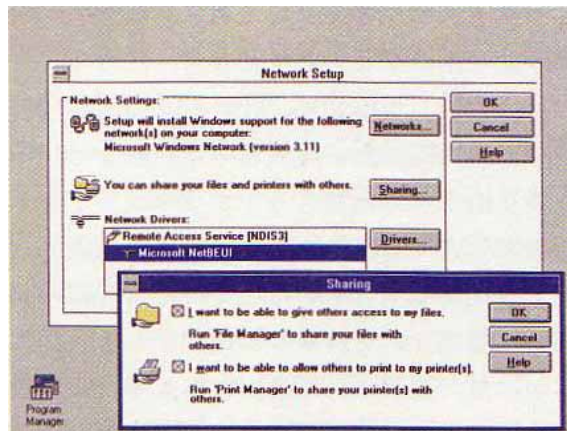 Network Setup
Network Settings:
Setup will install Windows support for the following
network(s) on your computer:
Microsoft Windows Network (version 3.11)
Networks...
OK
Cancel
Help
You can share your files and printers with others.
Sharing...
Network Drivers:
Remote Access Service [NDIS3]
Microsoft NetBEUI
Drivers...
Sharing
I want to be able to give others access to my files.
Run 'File Manager' to share your files with
others.
I want to be able to allow others to print to my printer(s).
Run 'Print Manager' to share your printer(s) with
others.
OK
Cancel
Help
Program
Manager